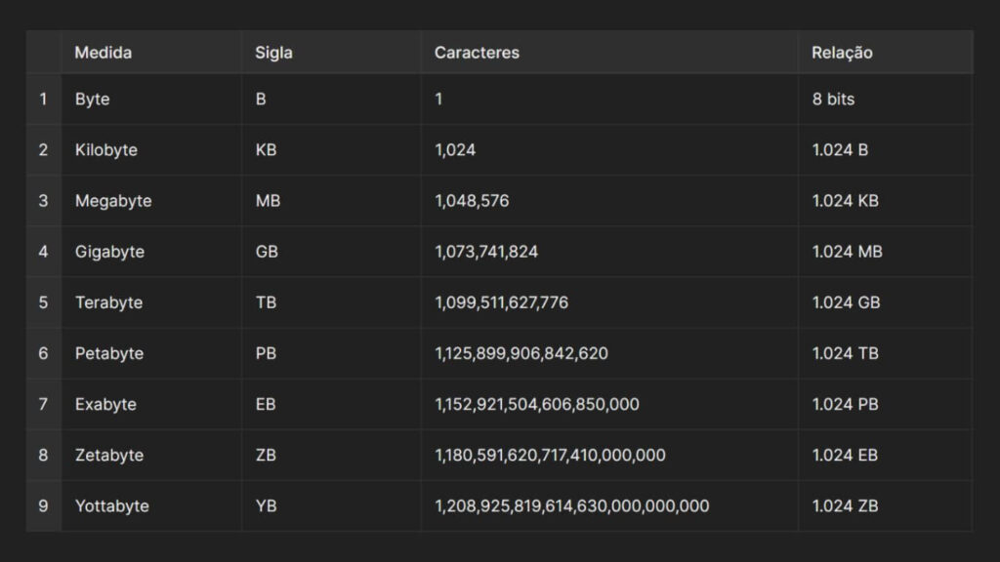 Medida Sigla Caracteres Relação
1 Byte B 1 8 bits
2 Kilobyte KB 1,024 1.024 B
3 Megabyte MB 1,048,576 1.024 KB
4 Gigabyte GB 1,073,741,824 1.024 MB
5 Terabyte TB 1,099,511,627,776 1.024 GB
6 Petabyte PB 1,125,899,906,842,620 1.024 TB
7 Exabyte EB 1,152,921,504,606,850,000 1.024 PB
8 Zetabyte ZB 1,180,591,620,717,410,000,000 1.024 EB
9 Yottabyte YB 1,208,925,819,614,630,000,000,000 1.024 ZB